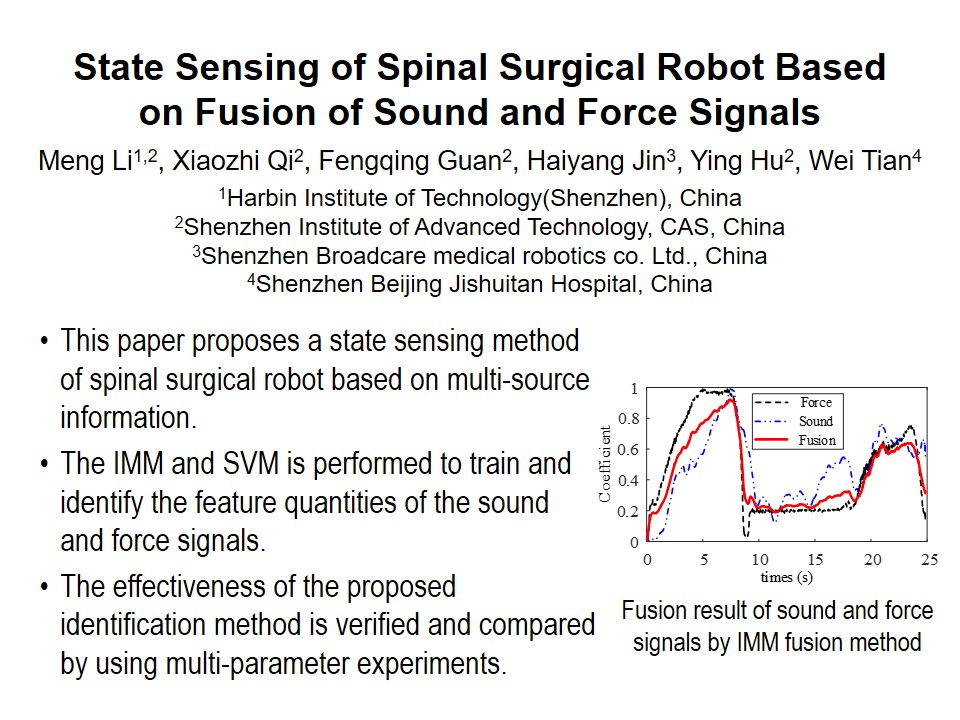 State Sensing of Spinal Surgical Robot Based
on Fusion of Sound and Force Signals
Meng Li1,2, Xiaozhi Qi2, Fengqing Guan2, Haiyang Jin3, Ying Hu2, Wei Tian4
1Harbin Institute of Technology(Shenzhen), China
2Shenzhen Institute of Advanced Technology, CAS, China
3Shenzhen Broadcare medical robotics co. Ltd., China
4Shenzhen Beijing Jishuitan Hospital, China
• This paper proposes a state sensing method
of spinal surgical robot based on multi-source
information.
• The IMM and SVM is performed to train and
identify the feature quantities of the sound
and force signals.
• The effectiveness of the proposed
identification method is verified and compared
by using multi-parameter experiments.
1
0.8
0.6
0.4
0.2
0
Coefficient
Force
Sound
Fusion
0 5 10 15 20 25
times (s)
Fusion result of sound and force
signals by IMM fusion method